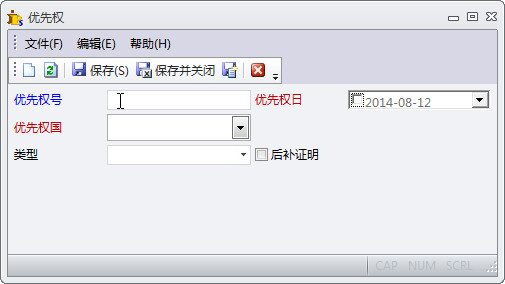 优先权
文件(F) 编辑(E) 帮助(H)
保存(S) 保存并关闭
优先权号 优先权日 2014-08-12
优先权国
类型 后补证明
CAP NUM SCRL